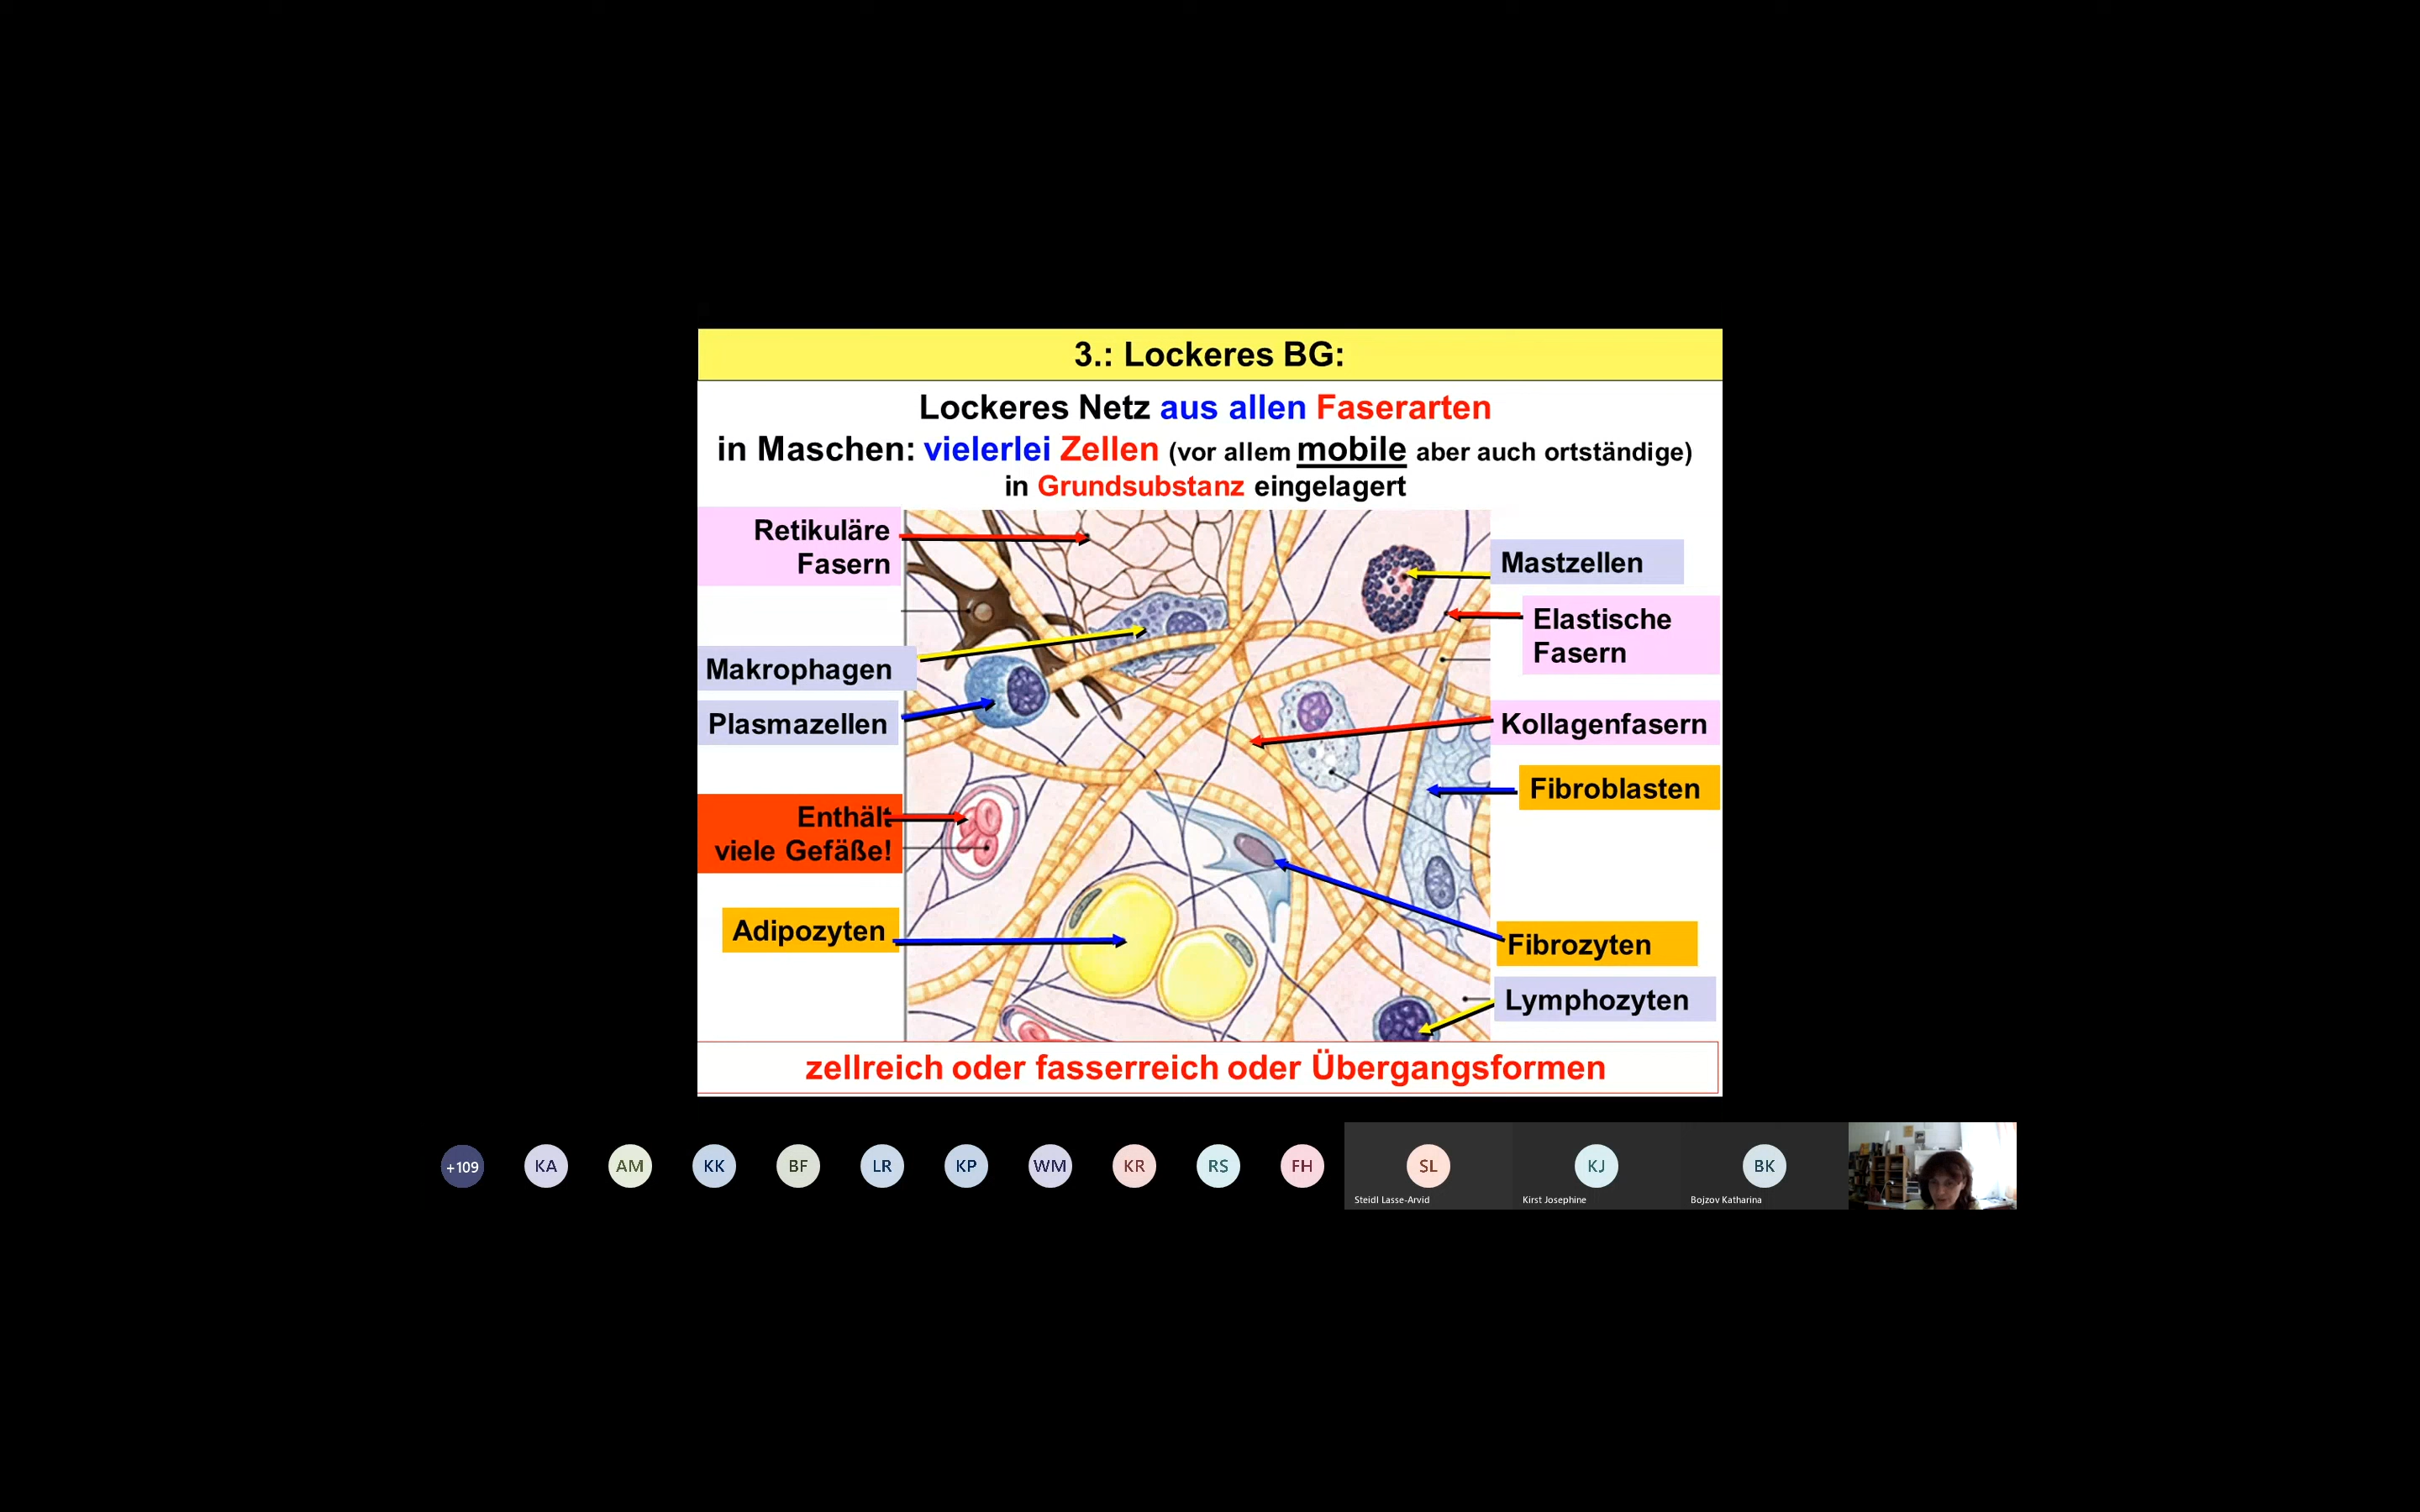 3.: Lockeres BG:
Lockeres Netz aus allen Faserarten
in Maschen: vielerlei Zellen (vor allem mobile aber auch ortständige)
in Grundsubstanz eingelagert
Retikuläre
Fasern
Makrophagen
Plasmazellen
Enthält
viele Gefäße!
Adipozyten
Mastzellen
Elastische
Fasern
Kollagenfasern
Fibroblasten
Fibrozyten
Lymphozyten
zellreich oder fasserreich oder Übergangsformen
+109 KA AM KK BF LR KP WM KR RS FH SL KJ BK
Steidl Lasse-Arvid Kirst Josephine Bojzov Katharina